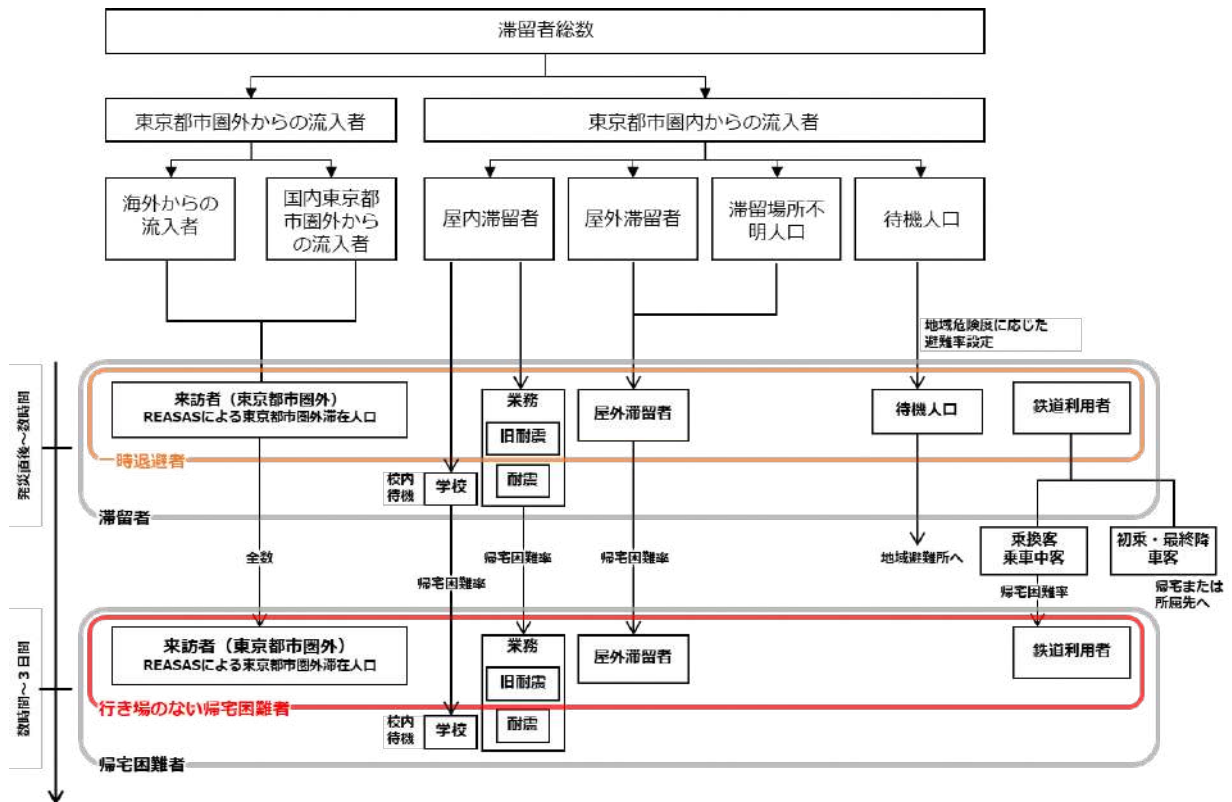 滞留者総数
東京都市圏外からの流入者
東京都市圏内からの流入者
海外からの
流入者
国内東京都
市圏外から
の流入者
屋内滞留者
屋外滞留者
滞留場所不
明人口
待機人口
地域危険度に応じた
避難率設定
発災直後～数時間
来訪者（東京都市圏外）
REASASによる東京都市圏外滞在人口
業務
旧耐震
耐震
屋外滞留者
待機人口
鉄道利用者
一時退避者
校内
待機
学校
滞留者
全数
帰宅困難率
帰宅困難率
帰宅困難率
地域避難所へ
乗換客
乗車中客
初乗・最終降
車客
帰宅困難率
帰宅または
所属先へ
数時間～３日間
来訪者（東京都市圏外）
REASASによる東京都市圏外滞在人口
業務
旧耐震
耐震
屋外滞留者
鉄道利用者
行き場のない帰宅困難者
校内
待機
学校
帰宅困難者